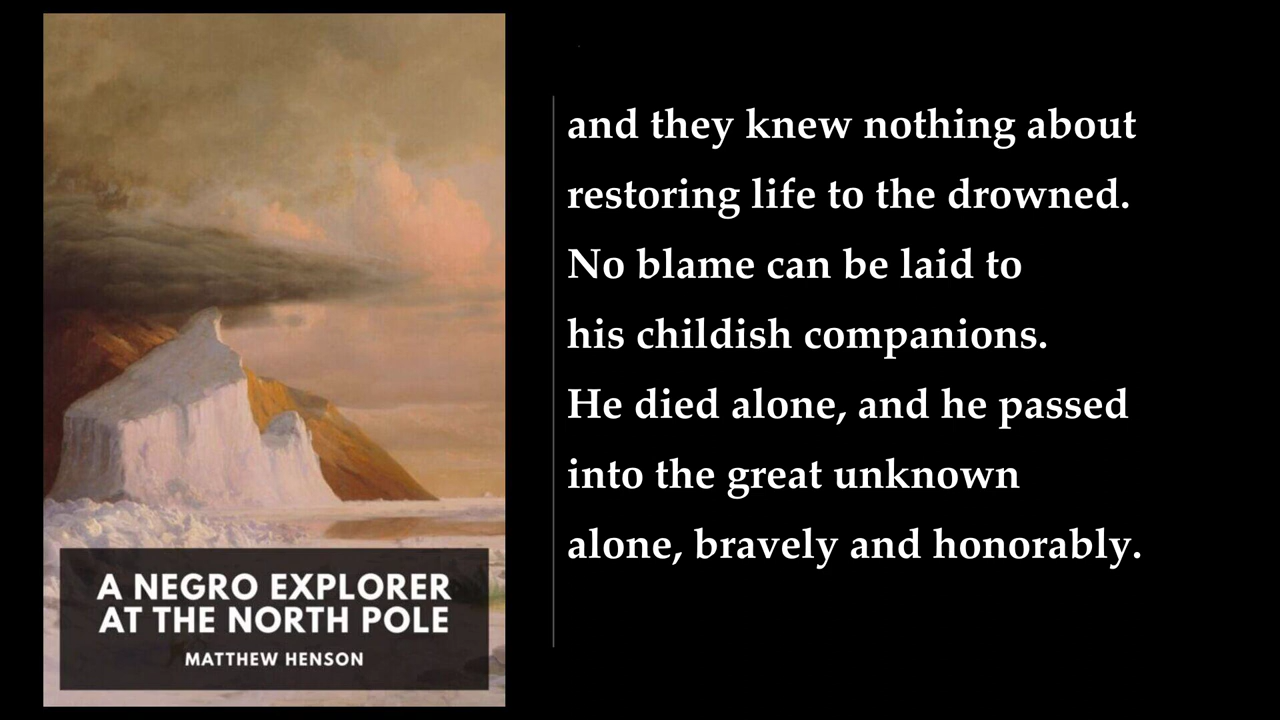 A NEGRO EXPLORER
AT THE NORTH POLE
MATTHEW HENSON
and they knew nothing about
restoring life to the drowned.
No blame can be laid to
his childish companions.
He died alone, and he passed
into the great unknown
alone, bravely and honorably.